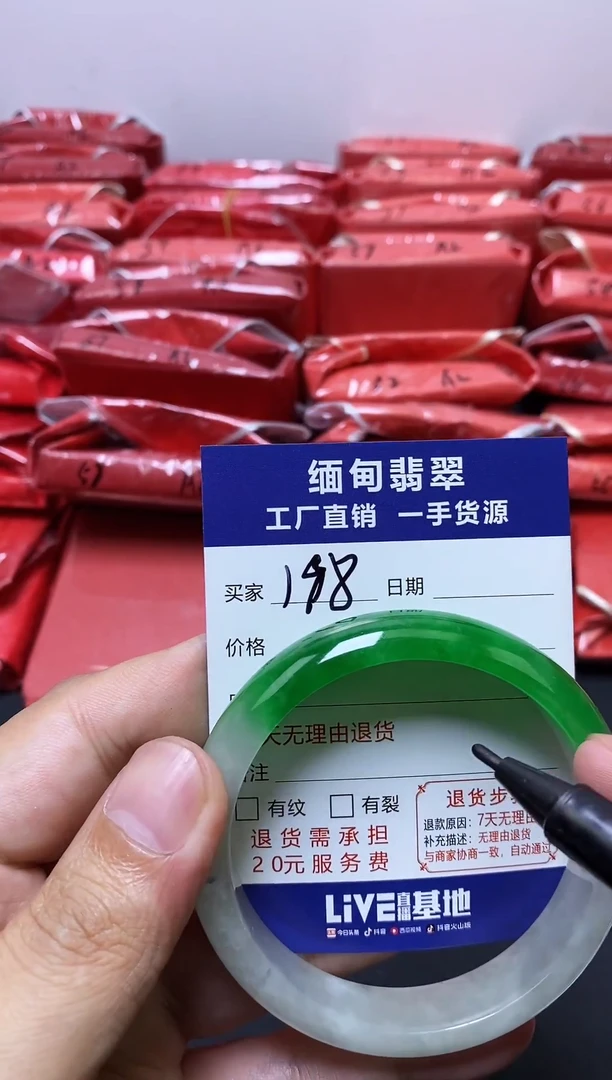 缅甸翡翠
工厂直销 一手货源
买家 198 日期
价格
天无理由退货
注
有纹 有裂
退货需承担
20元服务费
退货步
退款原因：7天无理由
补充描述：无理由退货
与商家协商一致，自动通过
LiVE直播基地
今日头条 抖音 西瓜视频 抖音火山版